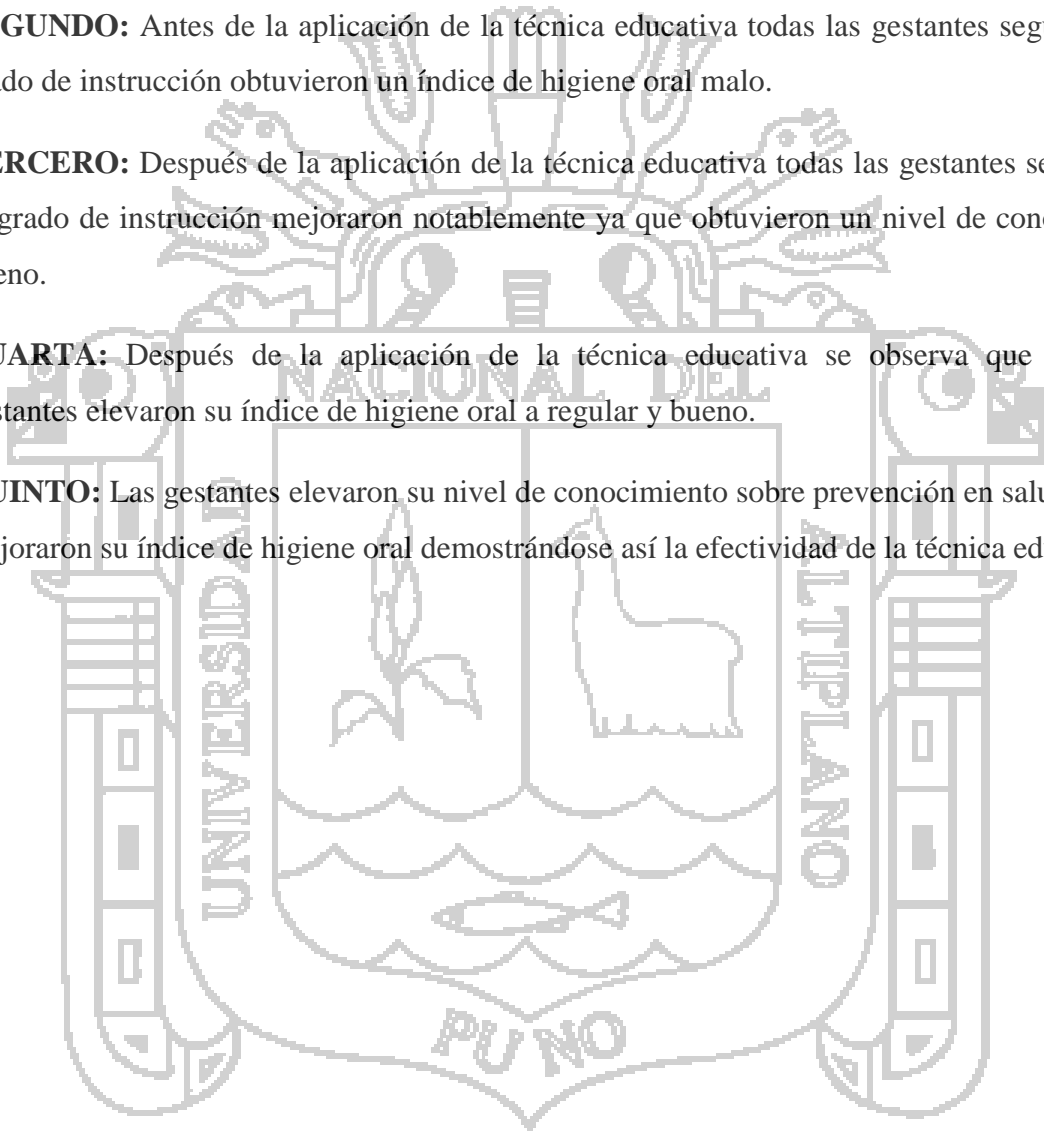 GUNDO: Antes de la aplicación de la técnica educativa todas las gestantes segu
ado de instrucción obtuvieron un índice de higiene oral malo.
ERCERO: Después de la aplicación de la técnica educativa todas las gestantes se
grado de instrucción mejoraron notablemente ya que obtuvieron un nivel de con
eno.
UARTA: Después de la aplicación de la técnica educativa se observa que
stantes elevaron su índice de higiene oral a regular y bueno.
UINTO: Las gestantes elevaron su nivel de conocimiento sobre prevención en salu
joraron su índice de higiene oral demostrándose así la efectividad de la técnica ed
UNIVERSIDAD
NACIONAL DEL
ALTIPLANO
PUNO